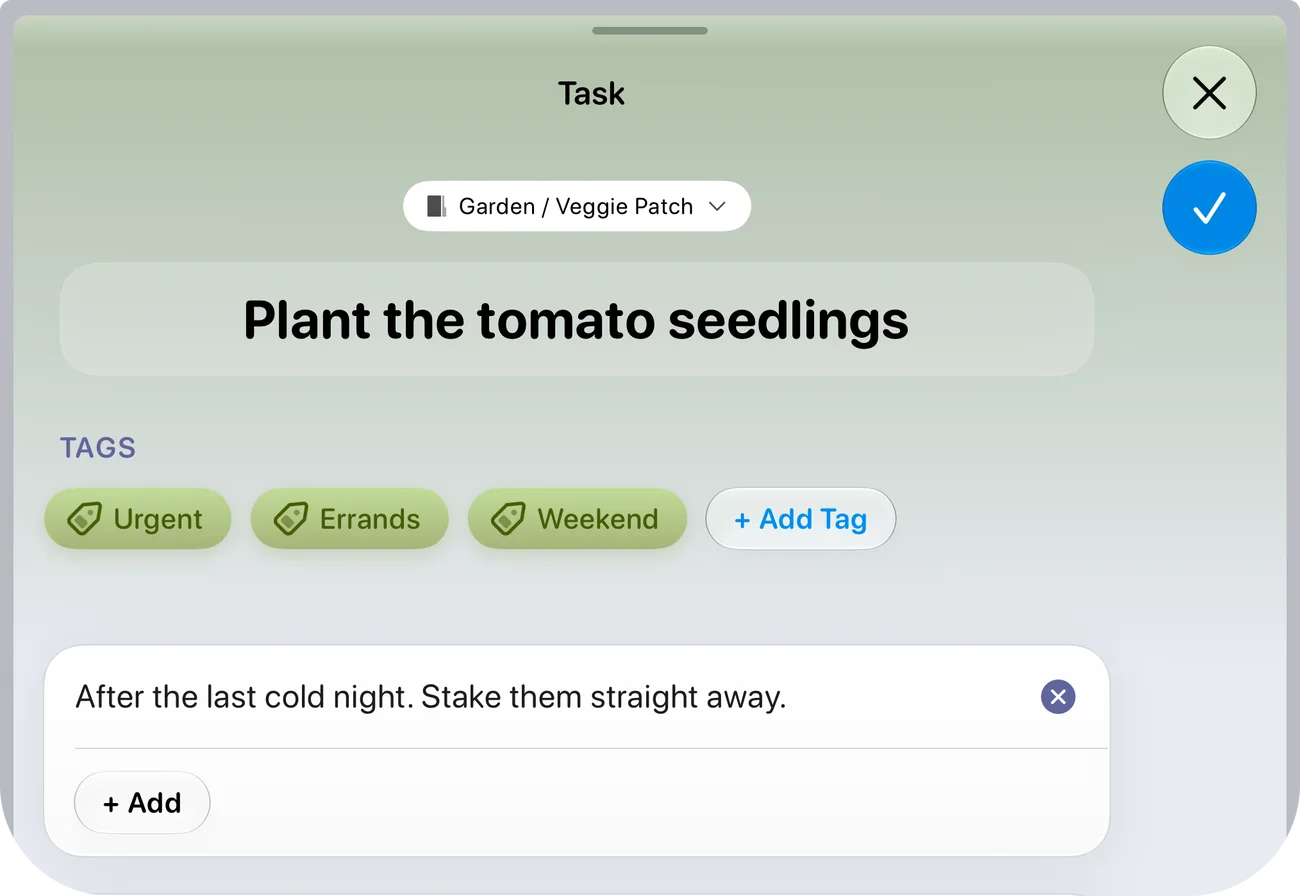 Task
Garden / Veggie Patch
Plant the tomato seedlings
TAGS
Urgent Errands Weekend + Add Tag
After the last cold night. Stake them straight away.
+ Add